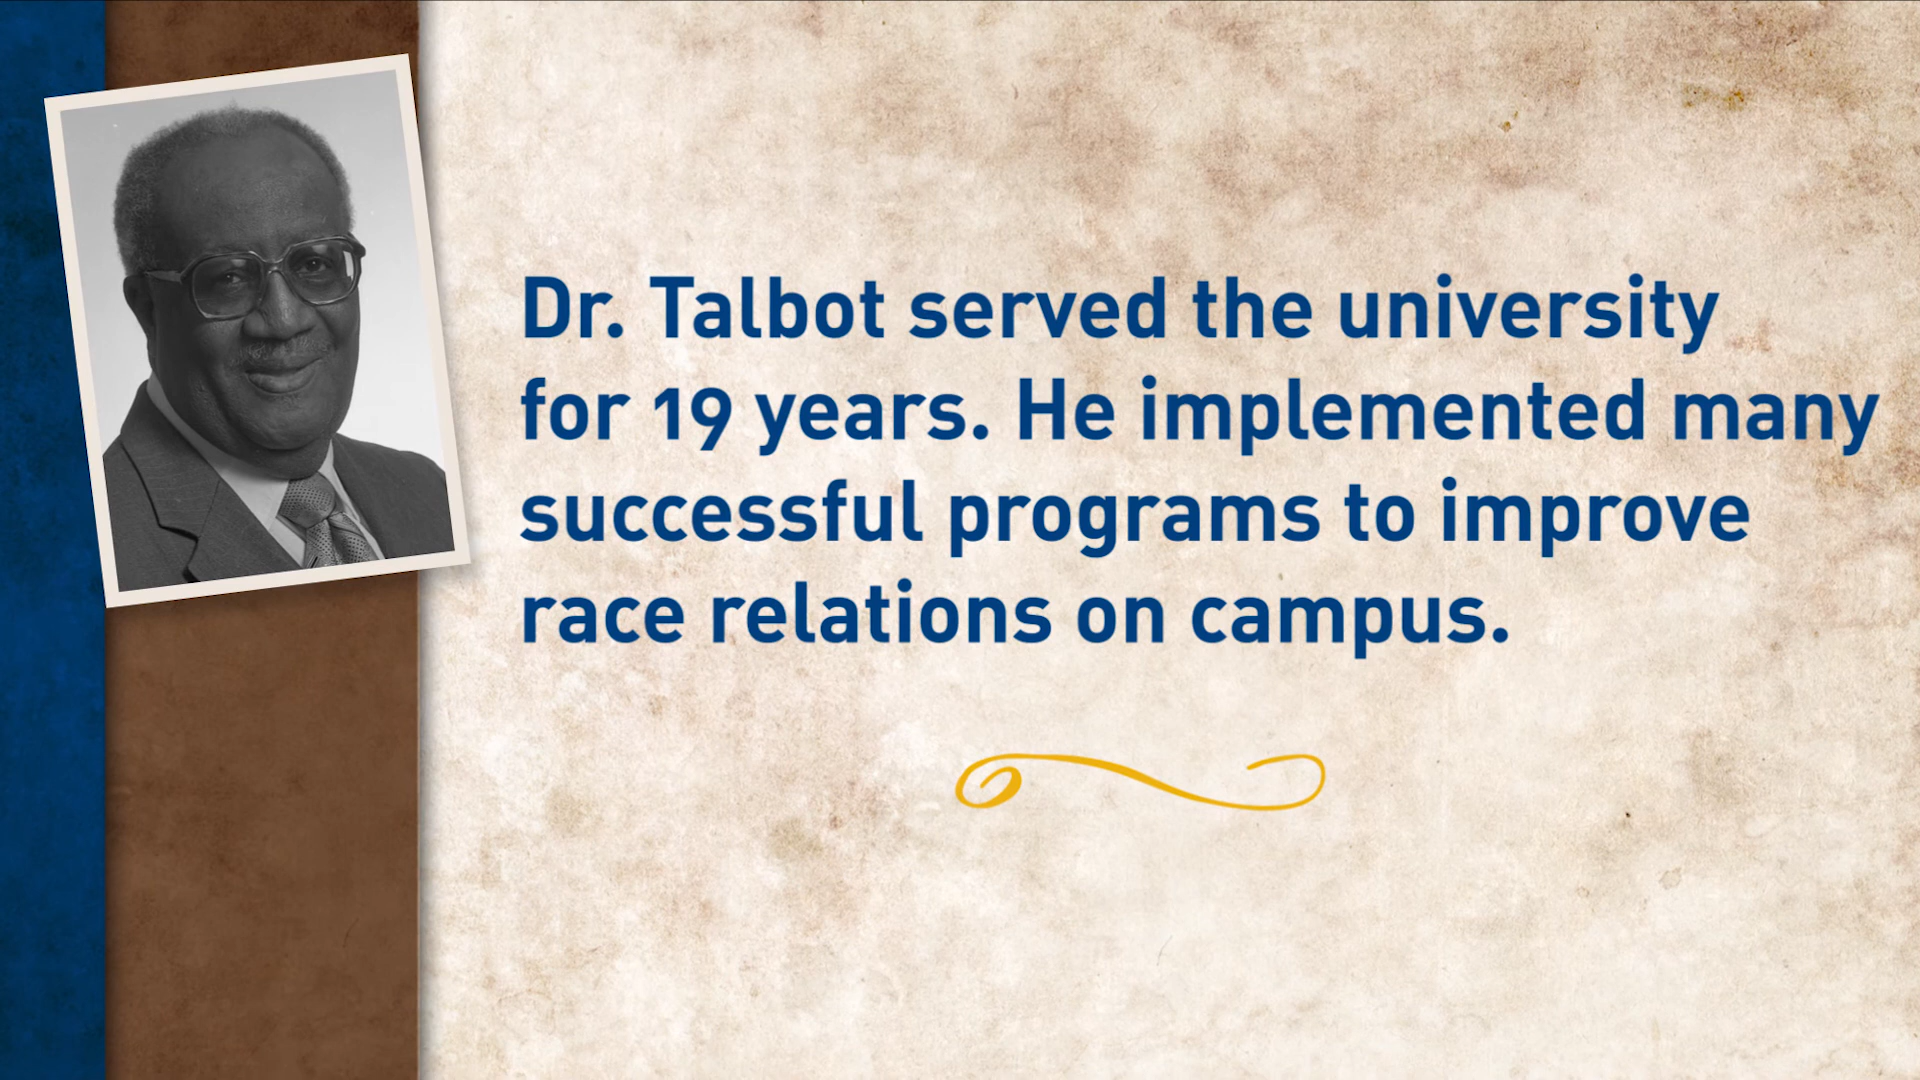 Dr. Talbot served the university
for 19 years. He implemented many
successful programs to improve
race relations on campus.